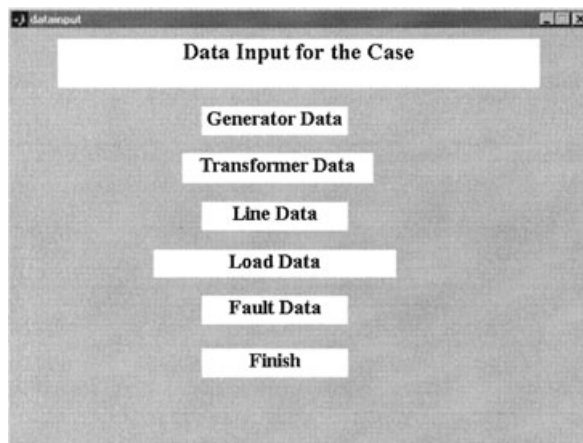 datainput
Data Input for the Case
Generator Data
Transformer Data
Line Data
Load Data
Fault Data
Finish